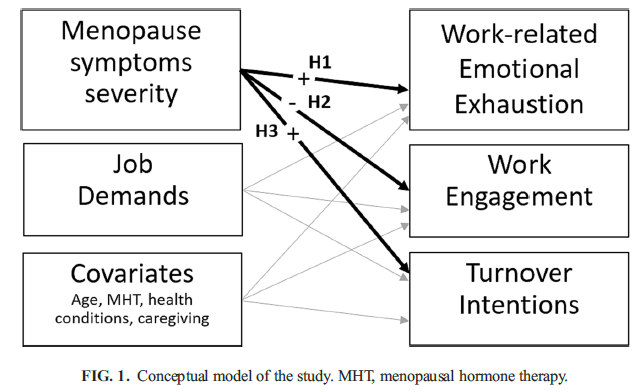 Menopause
symptoms
severity
H1
+
- H2
H3 +
Work-related
Emotional
Exhaustion
Job
Demands
Work
Engagement
Covariates
Age, MHT, health
conditions, caregiving
Turnover
Intentions
FIG. 1. Conceptual model of the study. MHT, menopausal hormone therapy.